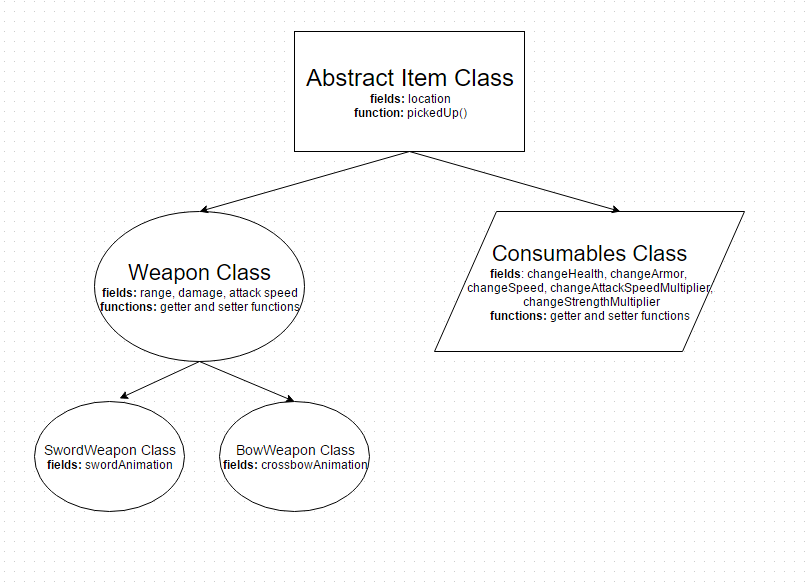 Abstract Item Class
fields: location
function: pickedUp()
Weapon Class
fields: range, damage, attack speed
functions: getter and setter functions
Consumables Class
fields: changeHealth, changeArmor,
changeSpeed, changeAttackSpeedMultiplier,
changeStrengthMultiplier
functions: getter and setter functions
SwordWeapon Class
fields: swordAnimation
BowWeapon Class
fields: crossbowAnimation